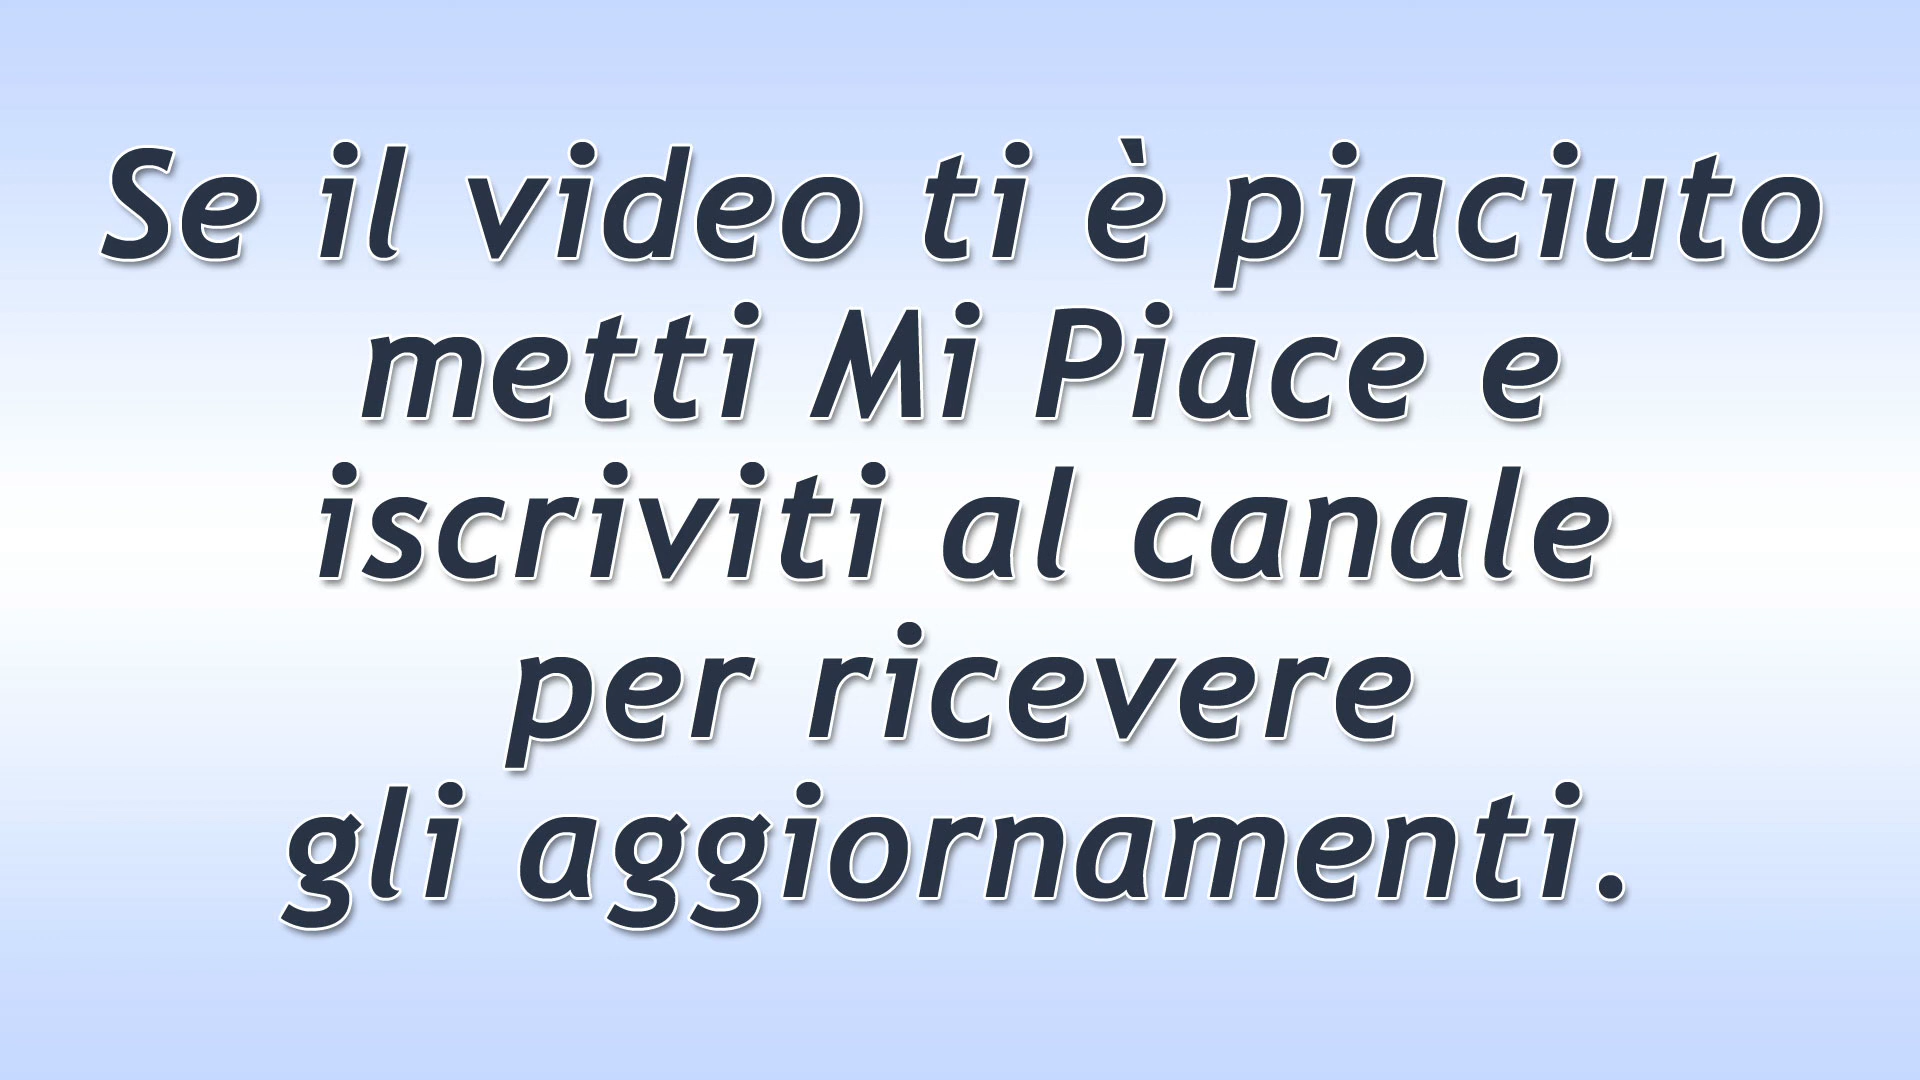 Se il video ti è piaciuto
metti Mi Piace e
iscriviti al canale
per ricevere
gli aggiornamenti.